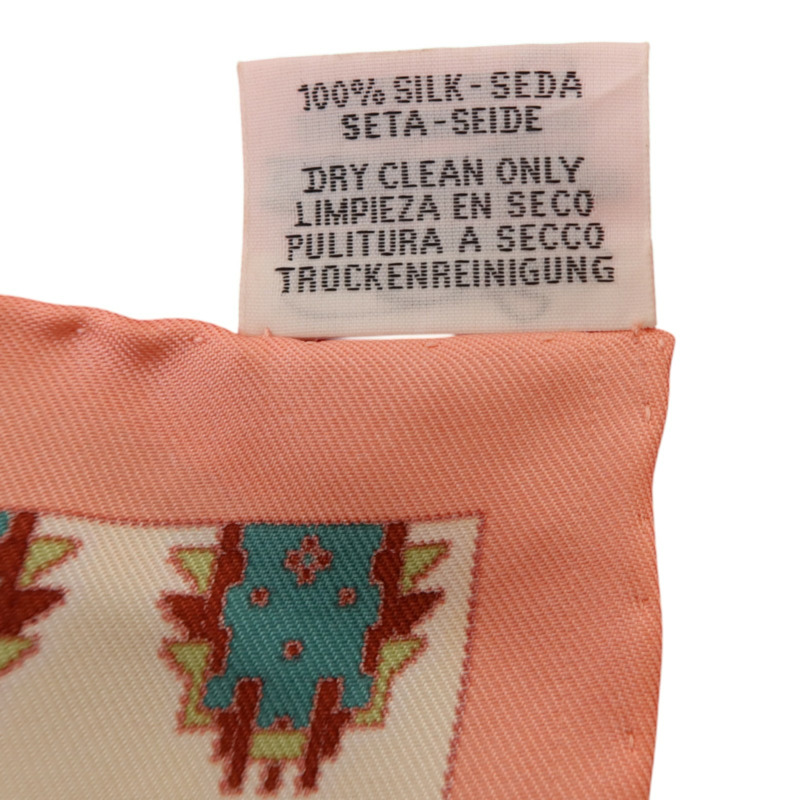 100% SILK-SEDA
SETA-SEIDE
DRY CLEAN ONLY
LIMPIEZA EN SECO
PULITURA A SECCO
TROCKENREINIGUNG